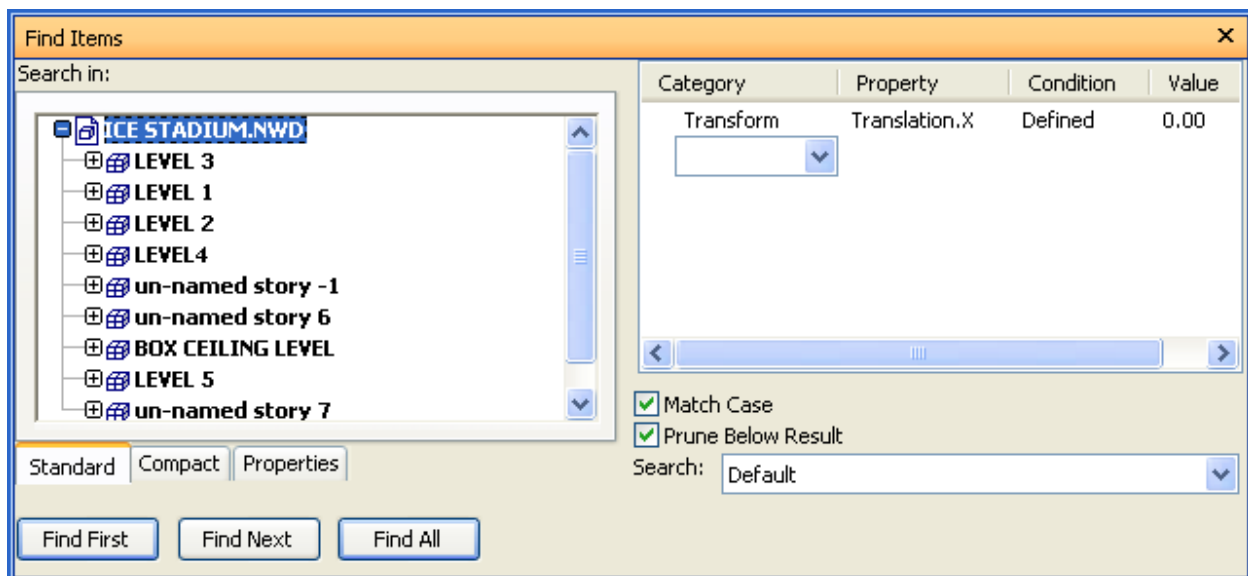 Find Items
Search in:
ICE STADIUM.NWD
LEVEL 3
LEVEL 1
LEVEL 2
LEVEL4
un-named story -1
un-named story 6
BOX CEILING LEVEL
LEVEL 5
un-named story 7
Standard Compact Properties
Category Property Condition Value
Transform Translation.X Defined 0.00
Match Case
Prune Below Result
Search: Default
Find First Find Next Find All